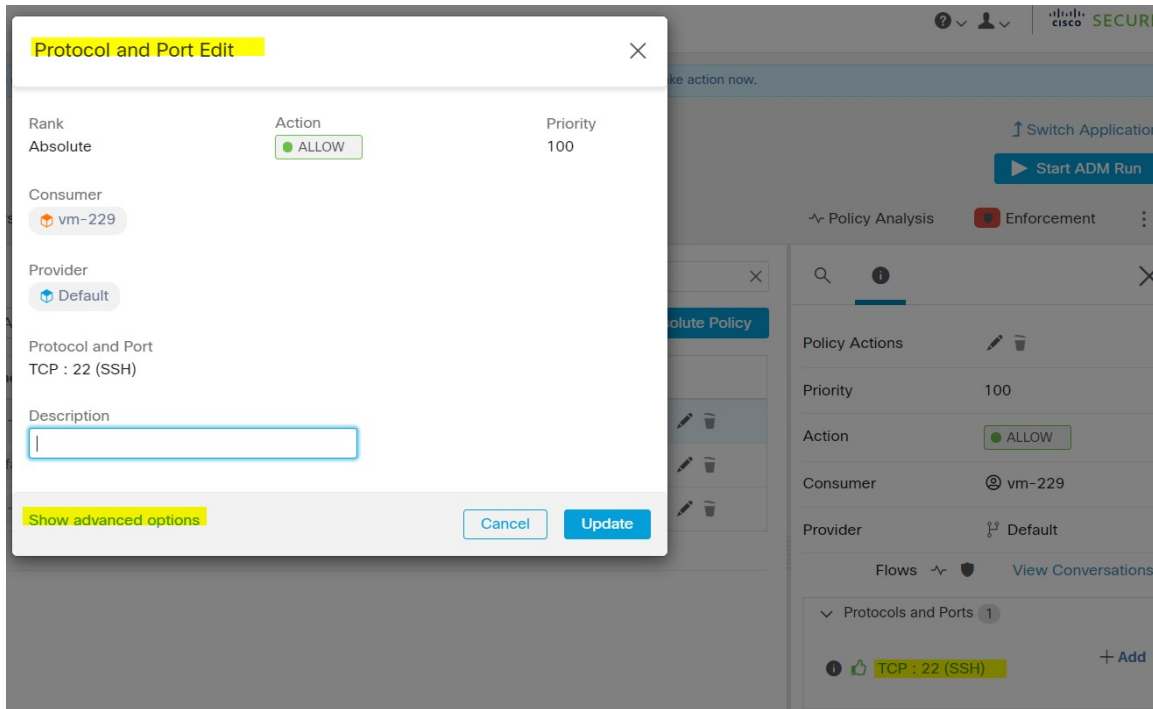 Protocol and Port Edit
Rank
Action
Priority
Absolute
ALLOW
100
Consumer
vm-229
Provider
Default
Protocol and Port
TCP : 22 (SSH)
Description
Show advanced options
Cancel
Update
CISCO SECUR
ke action now.
Switch Application
Start ADM Run
Policy Analysis
Enforcement
olute Policy
Policy Actions
Priority
100
Action
ALLOW
Consumer
vm-229
Provider
Default
Flows
View Conversations
Protocols and Ports 1
+ Add
TCP : 22 (SSH)